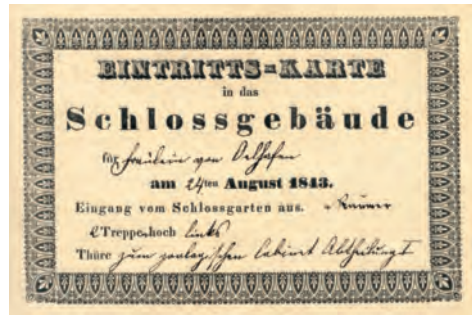 EINTRITTS=KARTE
in das
Schlossgebäude
für Fräulein von Oelhafen
am 24ten August 1843.
Eingang vom Schlossgarten aus.
2 Treppe hoch links
Thüre zum zoologischen Cabinet Abtheilung I